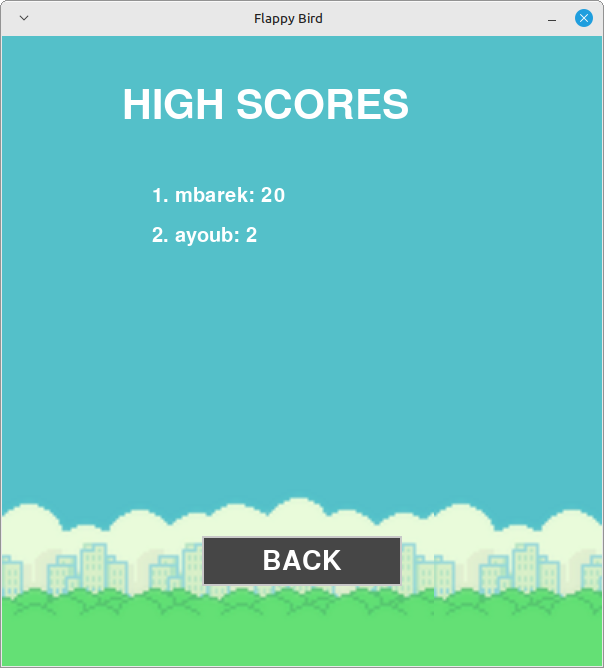 Flappy Bird
HIGH SCORES
1. mbarek: 20
2. ayoub: 2
BACK